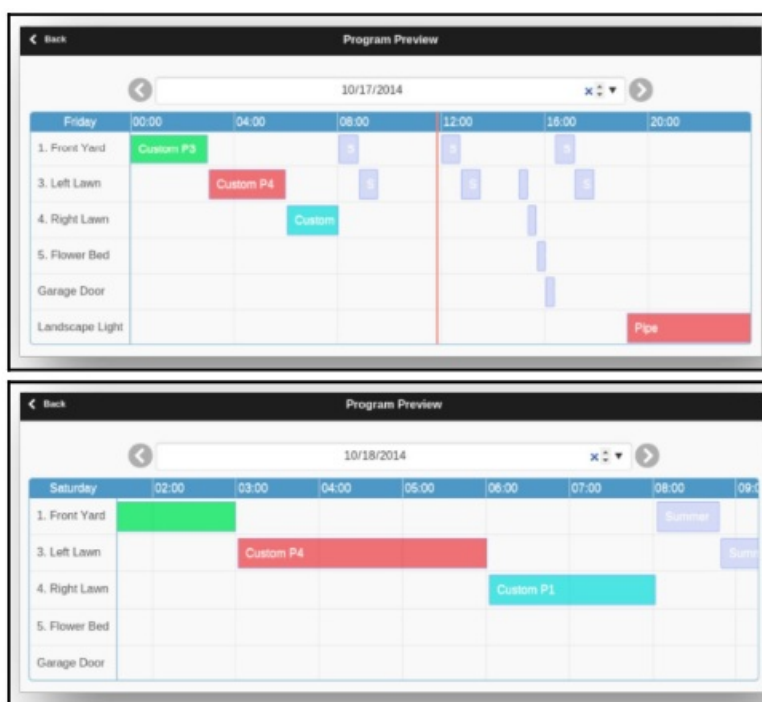 Back Program Preview
10/17/2014
Friday 00:00 04:00 08:00 12:00 16:00 20:00
1. Front Yard Custom P3 S S S
3. Left Lawn Custom P4 S S S
4. Right Lawn Custom
5. Flower Bed
Garage Door
Landscape Light Pipe
Back Program Preview
10/18/2014
Saturday 02:00 03:00 04:00 05:00 06:00 07:00 08:00 09:0
1. Front Yard Summer
3. Left Lawn Custom P4 Summ
4. Right Lawn Custom P1
5. Flower Bed
Garage Door